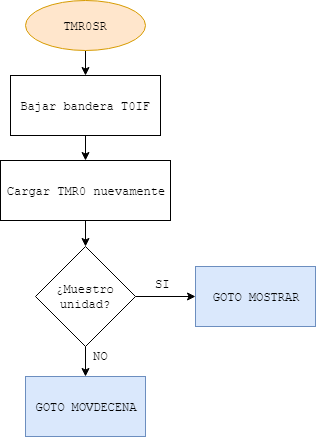 TMR0SR
Bajar bandera T0IF
Cargar TMR0 nuevamente
¿Muestro
unidad?
SI
GOTO MOSTRAR
NO
GOTO MOVDECENA